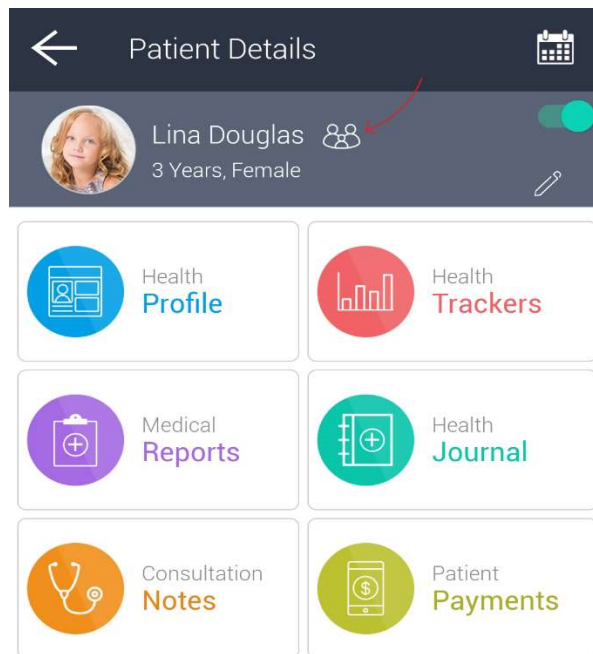 Patient Details
Lina Douglas
3 Years, Female
Health
Profile
Health
Trackers
Medical
Reports
Health
Journal
Consultation
Notes
$
Patient
Payments